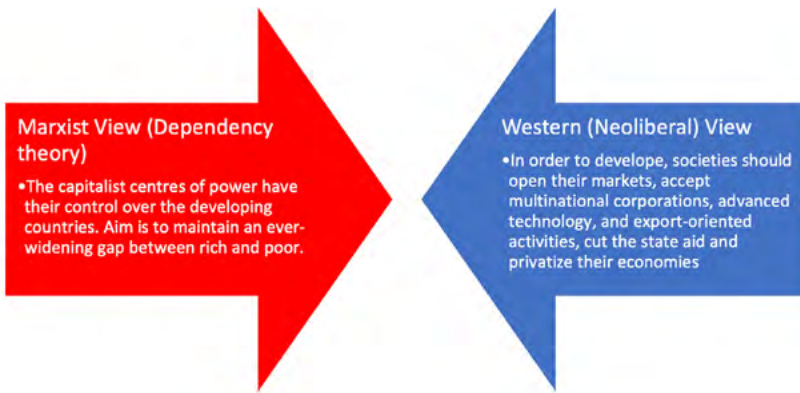 Marxist View (Dependency
theory)
•The capitalist centres of power have
their control over the developing
countries. Aim is to maintain an ever-
widening gap between rich and poor.
Western (Neoliberal) View
•In order to develop, societies should
open their markets, accept
multinational corporations, advanced
technology, and export-oriented
activities, cut the state aid and
privatize their economies